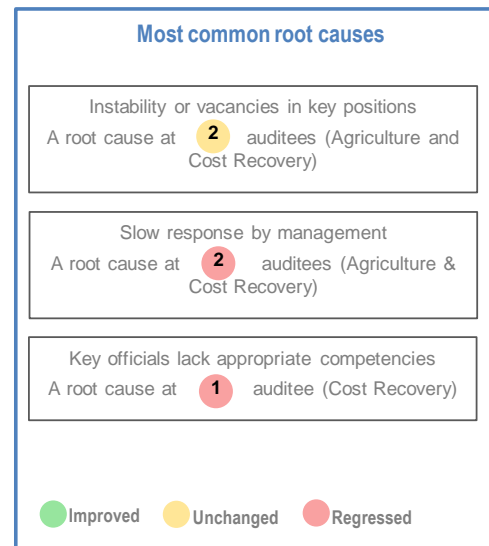 Most common root causes
Instability or vacancies in key positions
A root cause at 2 auditees (Agriculture and
Cost Recovery)
Slow response by management
A root cause at 2 auditees (Agriculture &
Cost Recovery)
Key officials lack appropriate competencies
A root cause at 1 auditee (Cost Recovery)
Improved Unchanged Regressed